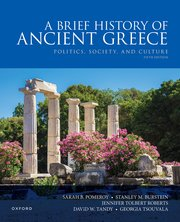 A BRIEF HISTORY OF
ANCIENT GREECE
POLITICS, SOCIETY, AND CULTURE
FIFTH EDITION
OXFORD
SARAH B. POMEROY · STANLEY M. BURSTEIN
JENNIFER TOLBERT ROBERTS
DAVID W. TANDY · GEORGIA TSOUVALA